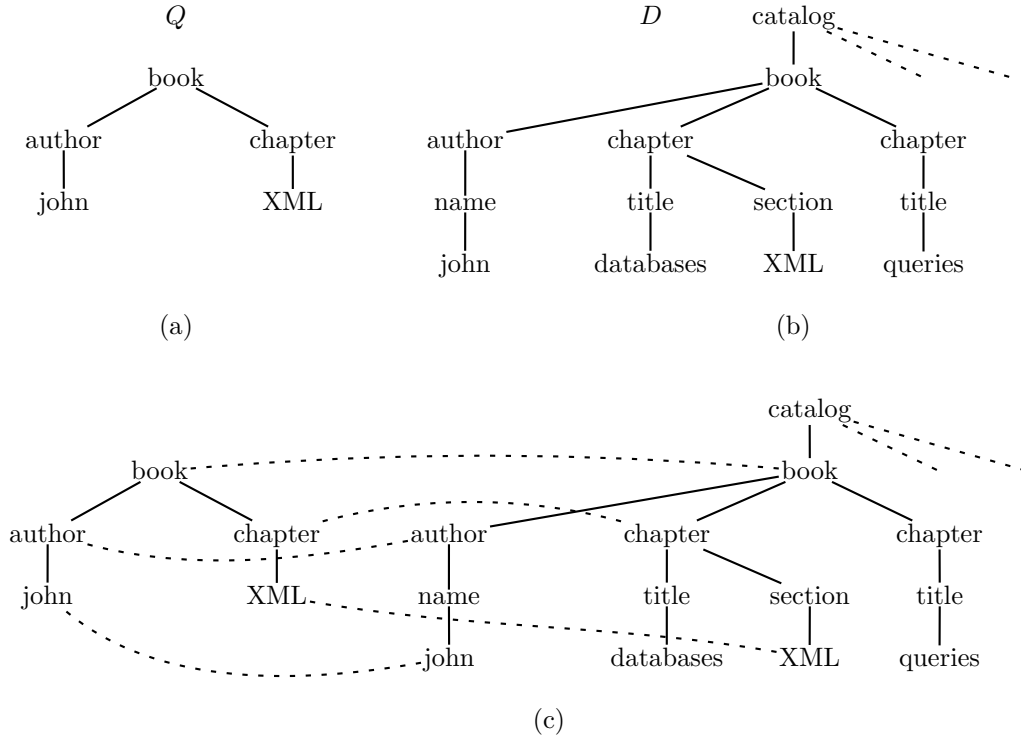 Q D catalog
book book
author chapter author chapter chapter
john XML name title section title
john databases XML queries
(a) (b)
catalog
book book
author chapter author chapter chapter
john XML name title section title
john databases XML queries
(c)